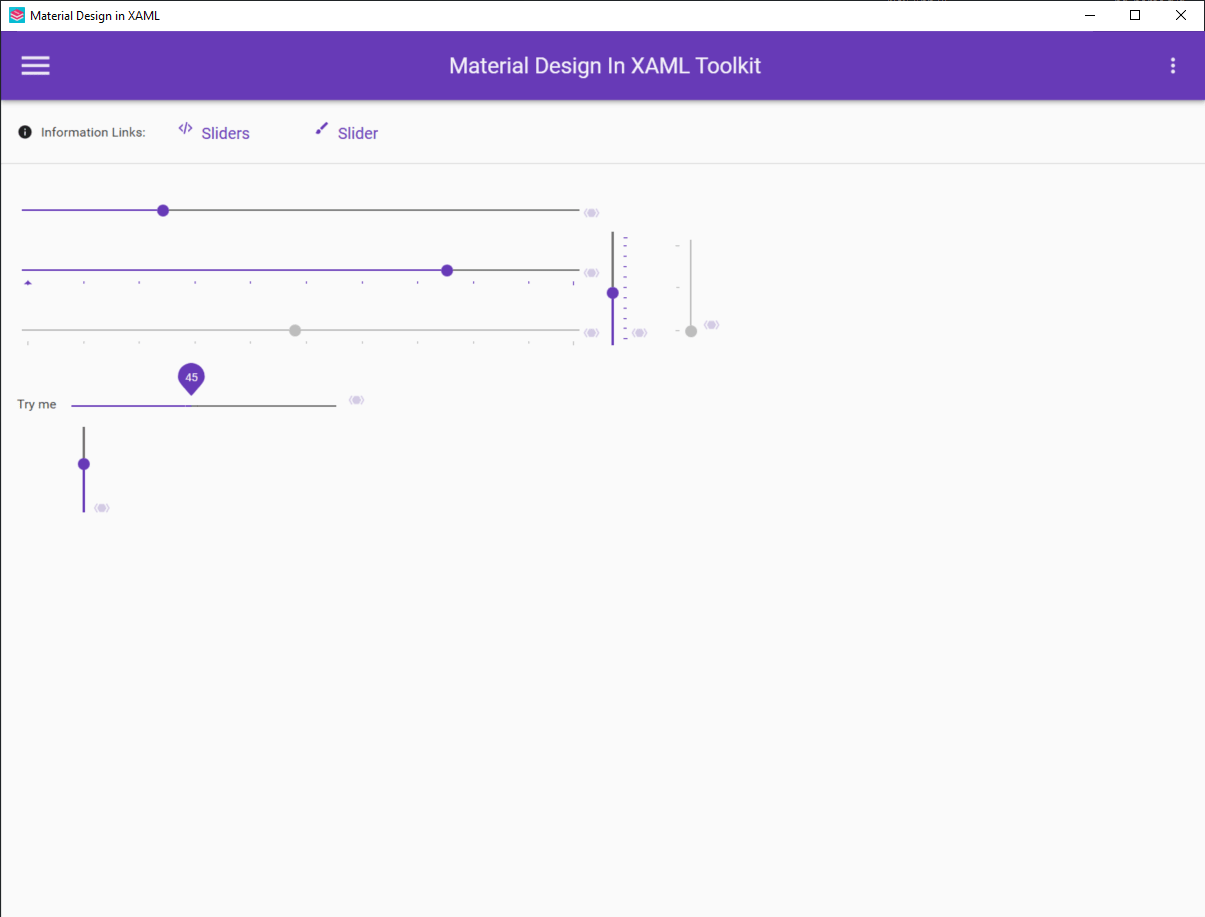 Material Design in XAML
Material Design In XAML Toolkit
Information Links: Sliders Slider
45
Try me